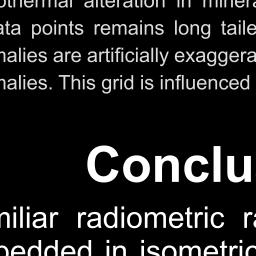 othermal alteration in minera
ata points remains long taile
nalies are artificially exaggera
nalies. This grid is influenced
Conclu
miliar radiometric ra
bedded in isometric